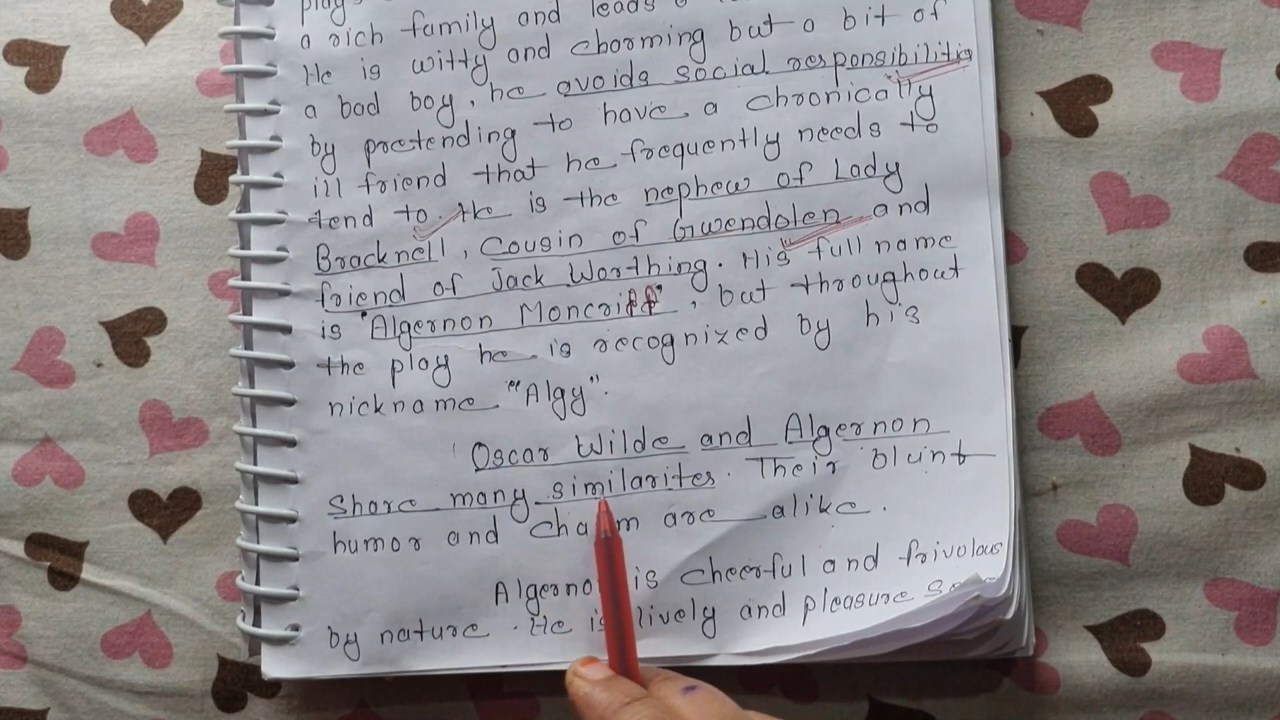 a rich family and leads
He is witty and charming but a bit of
a bad boy, he avoids social responsibilitis
by pretending to have a chronically
ill friend that he frequently needs to
tend to. He is the nephew of Lady
Bracknell, Cousin of Gwendolen and
friend of Jack Worthing. His full name
is "Algernon Moncriff", but throughout
the play he is recognized by his
nickname "Algy".
Oscar Wilde and Algernon
Share many similarites. Their blunt
humor and charm are alike.
Algernon is cheerful and frivolous
by nature. He is lively and pleasure